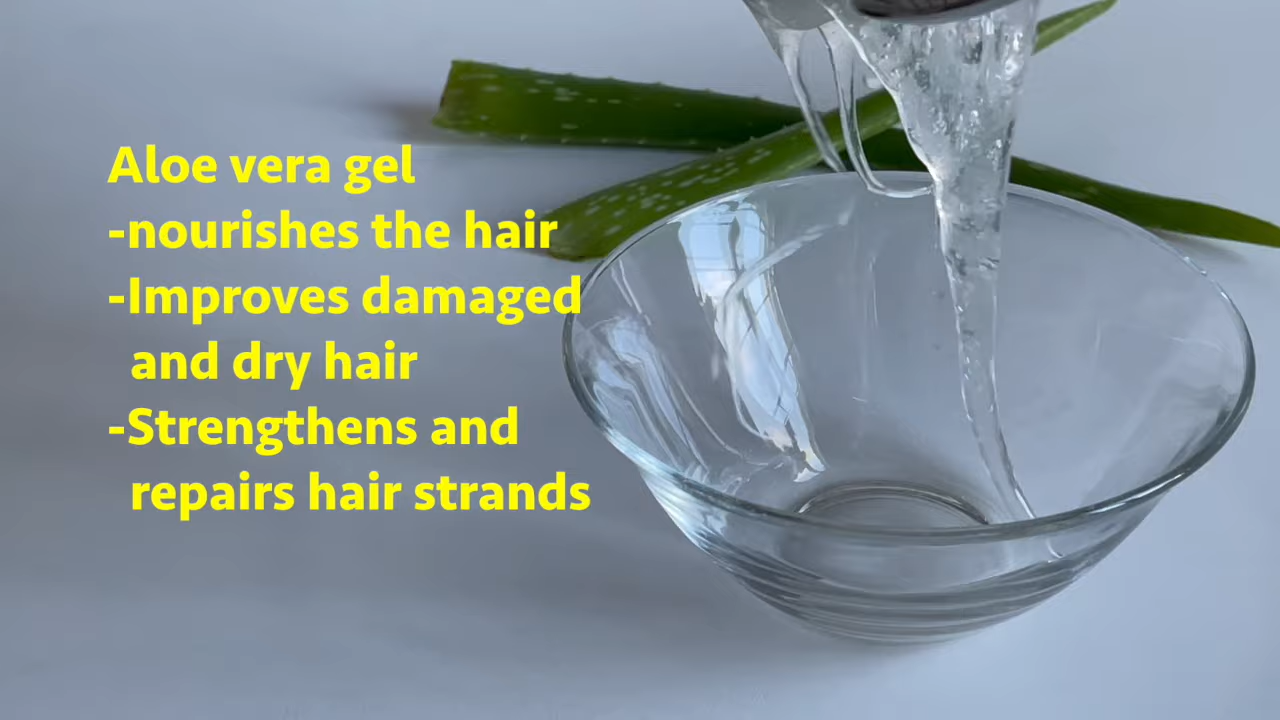 Aloe vera gel
-nourishes the hair
-Improves damaged
and dry hair
-Strengthens and
repairs hair strands